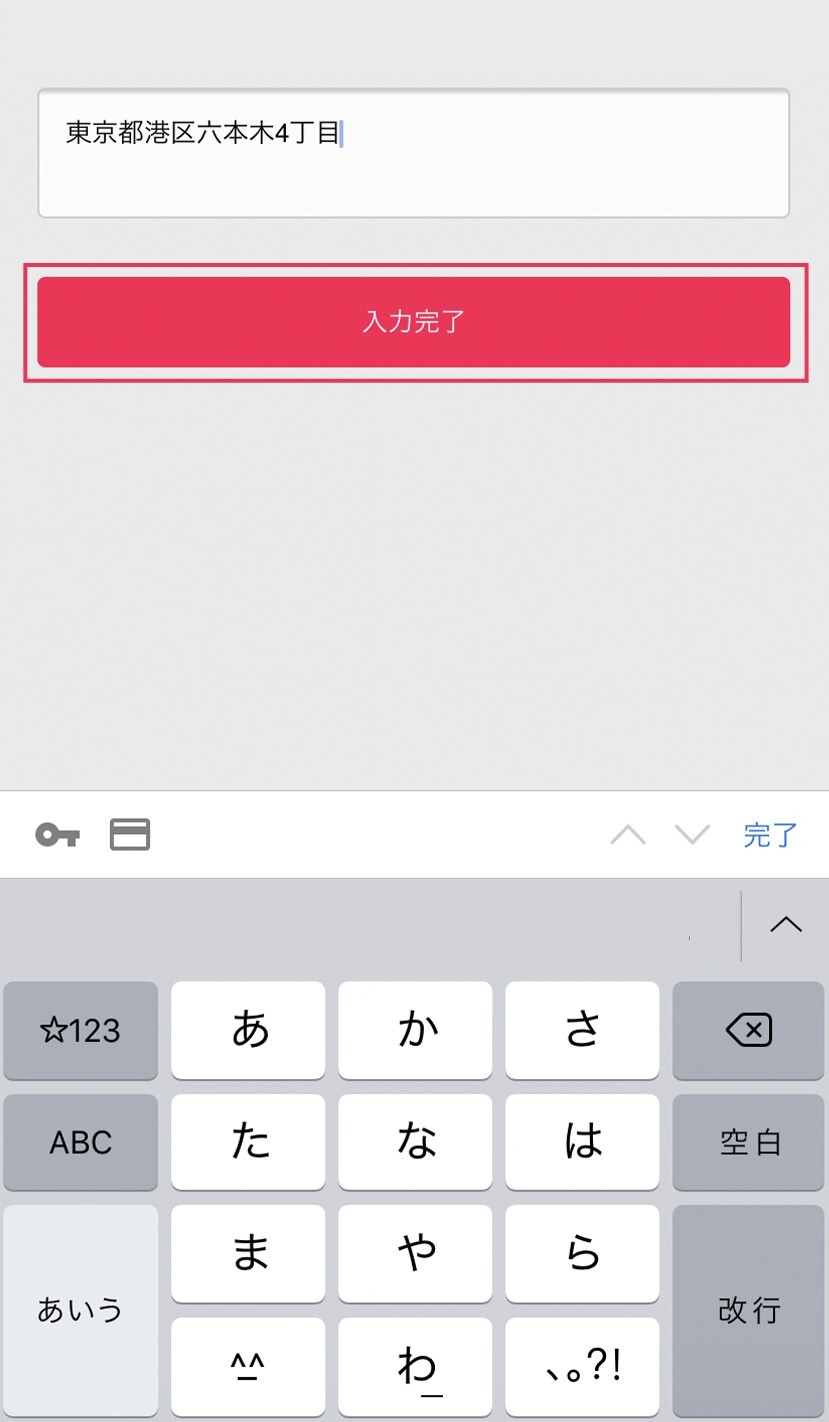 東京都港区六本木4丁目
入力完了
完了
☆123 あ か さ
ABC た な は 空白
あいう ま や ら 改行
^_^ わ_ 、。?!